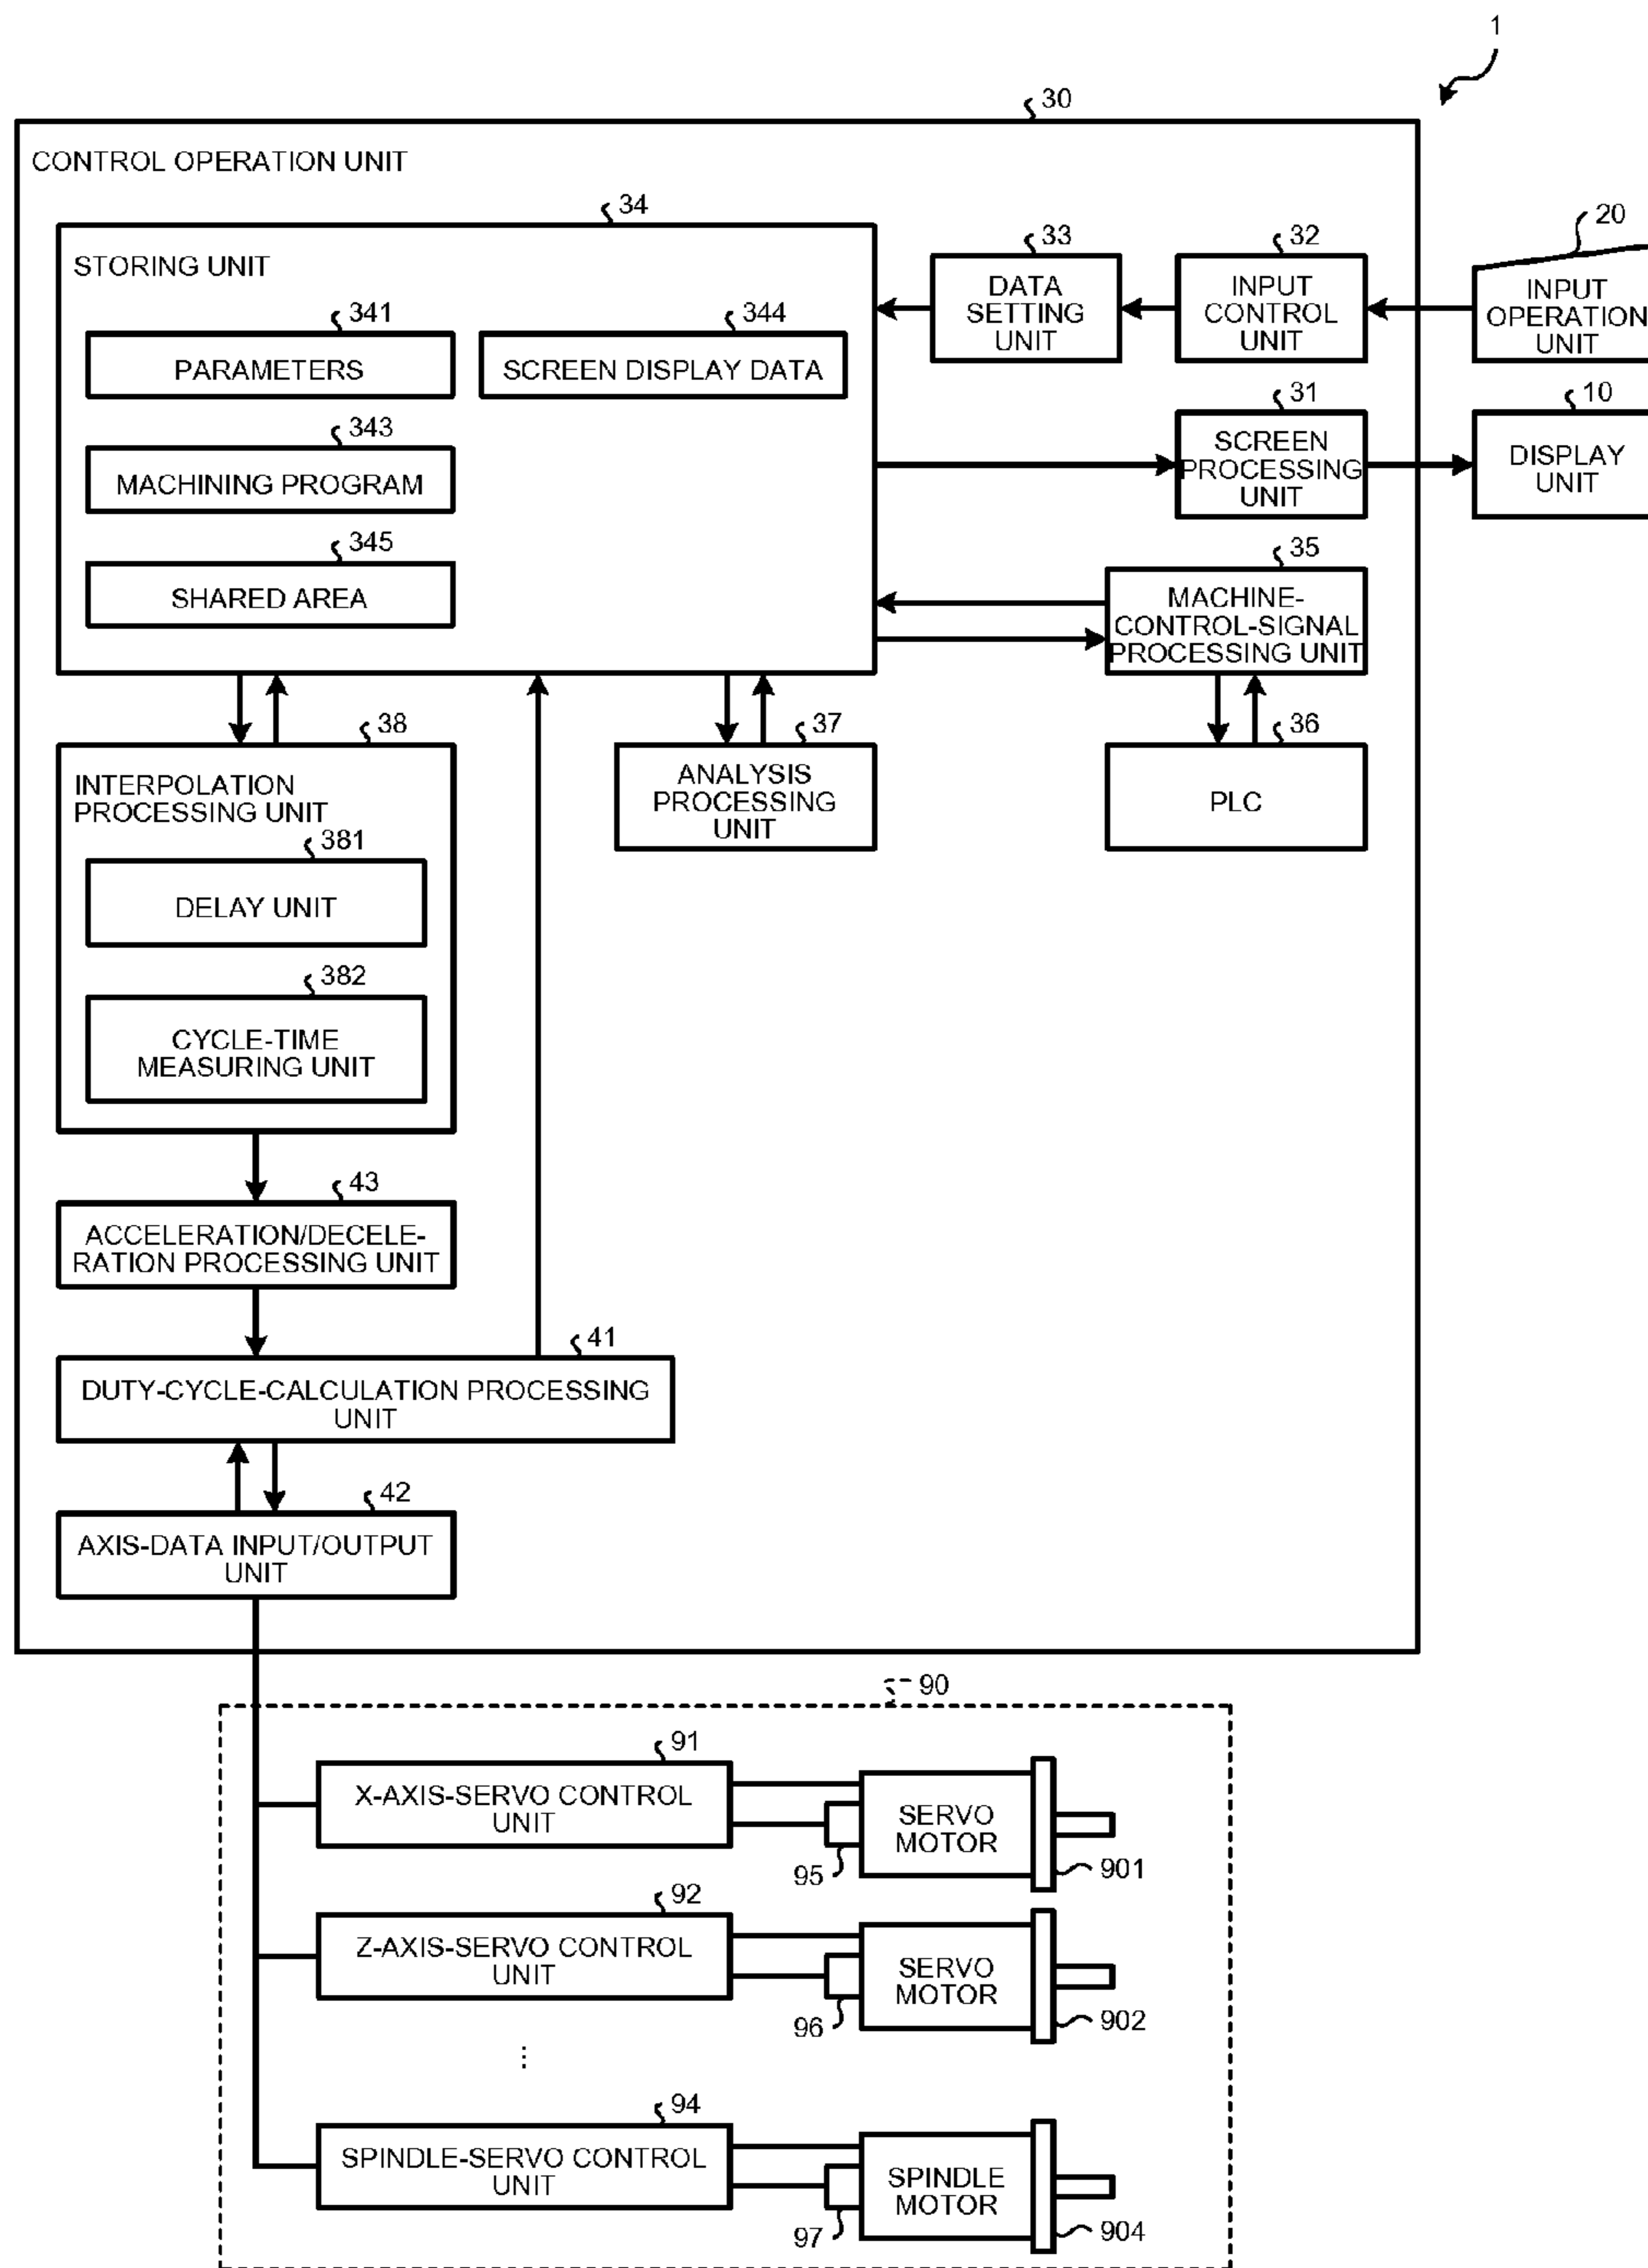 1
30
CONTROL OPERATION UNIT
34
STORING UNIT
341
PARAMETERS
344
SCREEN DISPLAY DATA
343
MACHINING PROGRAM
345
SHARED AREA
33
DATA
SETTING
UNIT
32
INPUT
CONTROL
UNIT
20
INPUT
OPERATION
UNIT
31
SCREEN
PROCESSING
UNIT
10
DISPLAY
UNIT
35
MACHINE-
CONTROL-SIGNAL
PROCESSING UNIT
38
INTERPOLATION
PROCESSING UNIT
381
DELAY UNIT
382
CYCLE-TIME
MEASURING UNIT
37
ANALYSIS
PROCESSING
UNIT
36
PLC
43
ACCELERATION/DECELE-
RATION PROCESSING UNIT
41
DUTY-CYCLE-CALCULATION PROCESSING
UNIT
42
AXIS-DATA INPUT/OUTPUT
UNIT
90
91
X-AXIS-SERVO CONTROL
UNIT
SERVO
MOTOR
95
901
92
Z-AXIS-SERVO CONTROL
UNIT
SERVO
MOTOR
96
902
⋮
94
SPINDLE-SERVO CONTROL
UNIT
SPINDLE
MOTOR
97
904